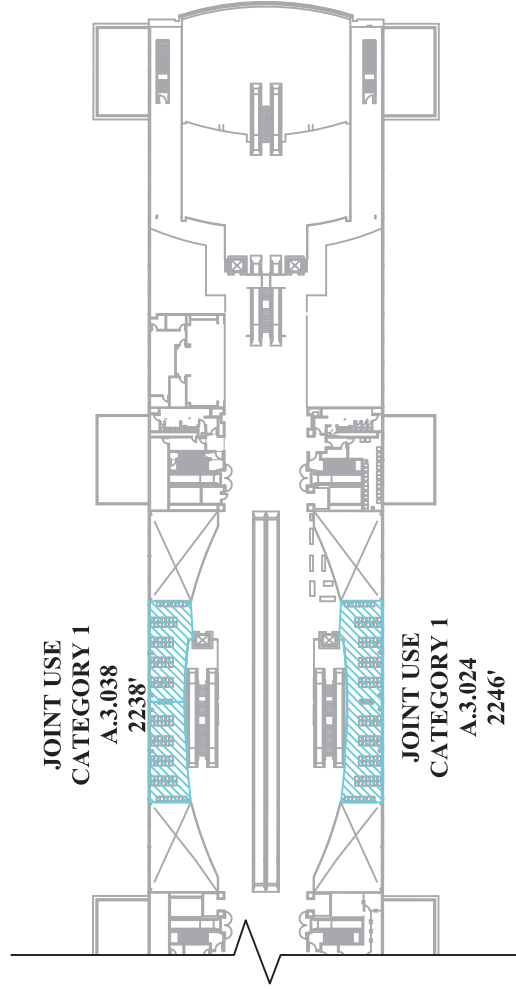 JOINT USE
CATEGORY 1
A.3.038
2238'
JOINT USE
CATEGORY 1
A.3.024
2246'